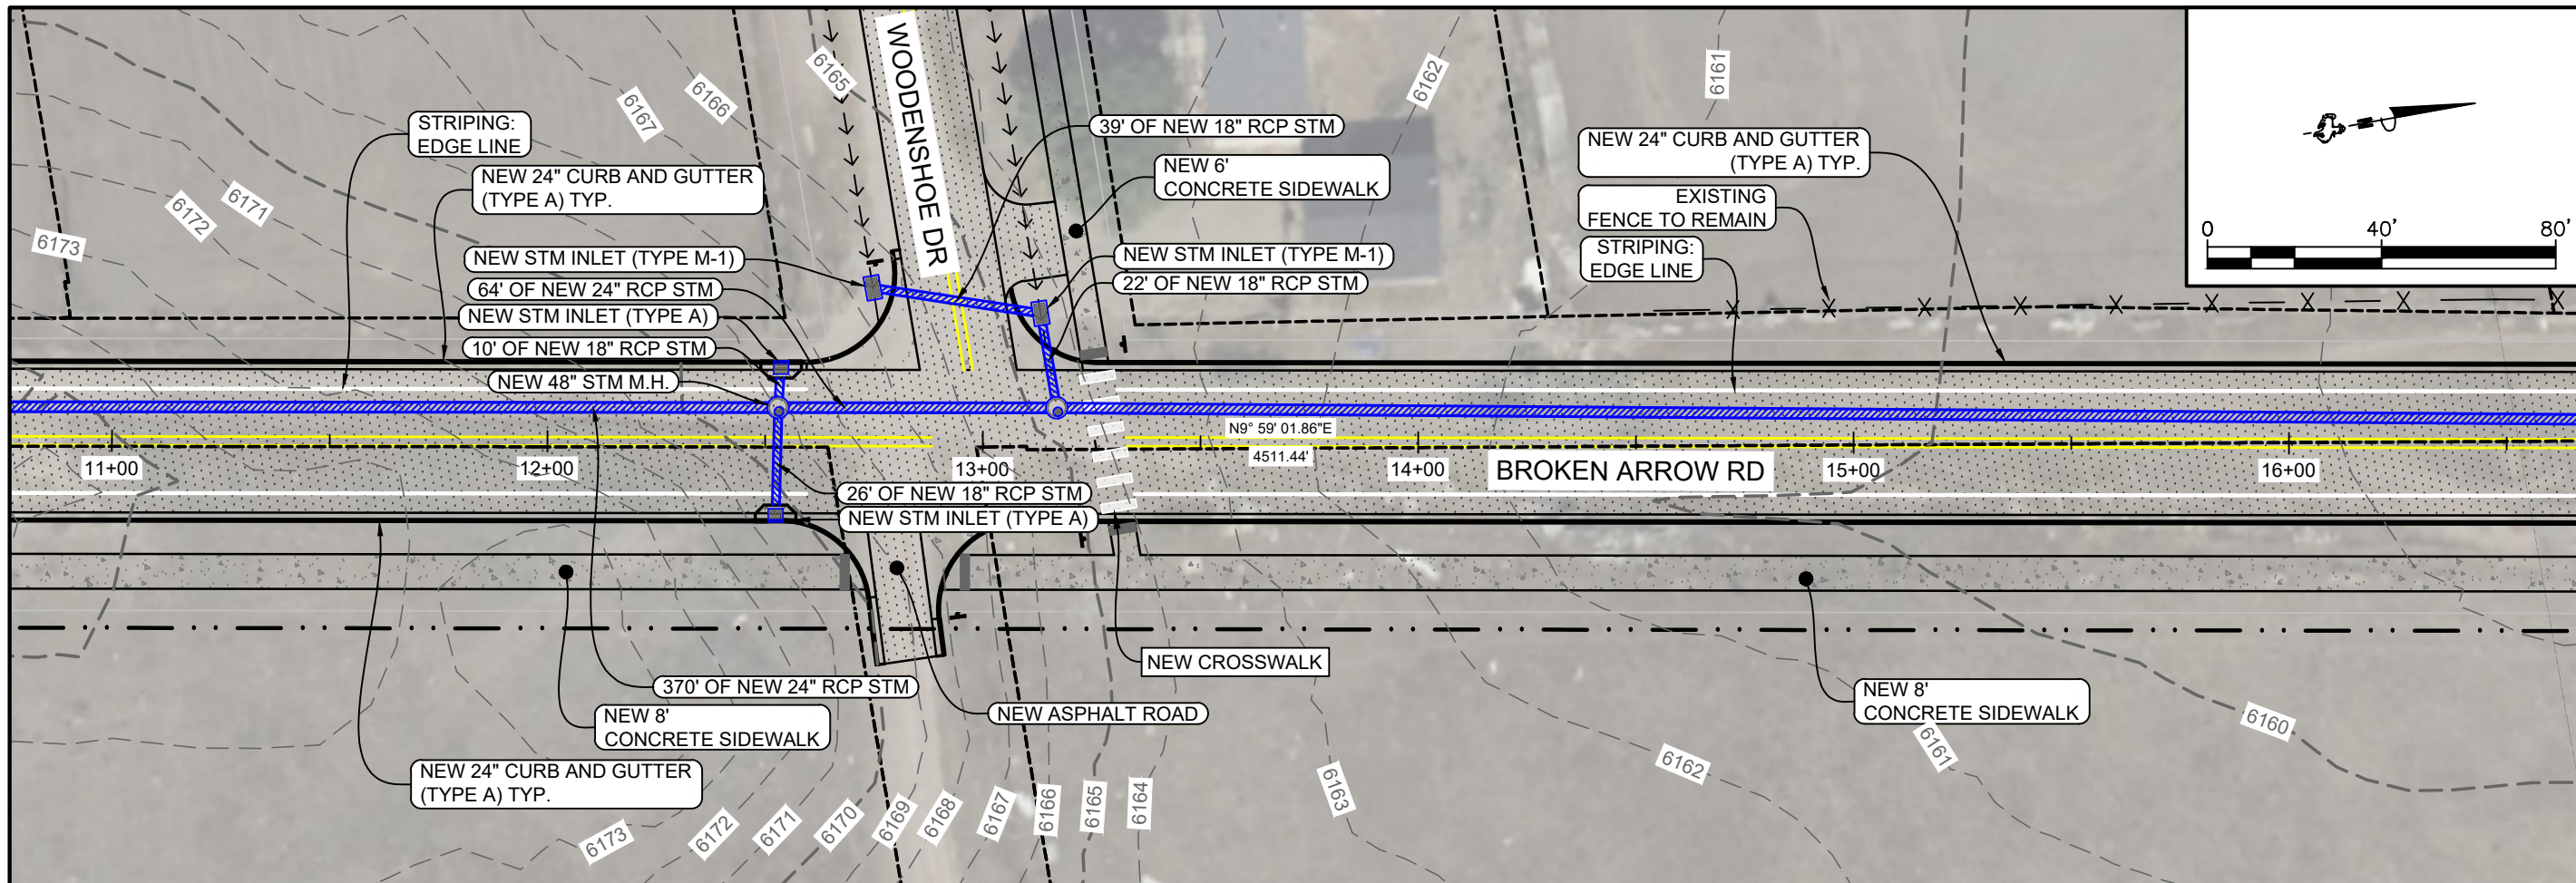 WOODENSHOE DR
6165
6166
6167
6162
6161
STRIPING:
EDGE LINE
39' OF NEW 18" RCP STM
NEW 24" CURB AND GUTTER
(TYPE A) TYP.
0
40'
80'
NEW 24" CURB AND GUTTER
(TYPE A) TYP.
NEW 6'
CONCRETE SIDEWALK
EXISTING
FENCE TO REMAIN
6171
6172
6173
NEW STM INLET (TYPE M-1)
NEW STM INLET (TYPE M-1)
STRIPING:
EDGE LINE
64' OF NEW 24" RCP STM
22' OF NEW 18" RCP STM
NEW STM INLET (TYPE A)
10' OF NEW 18" RCP STM
NEW 48" STM M.H.
N9° 59' 01.86"E
4511.44'
11+00
12+00
13+00
14+00
BROKEN ARROW RD
15+00
16+00
26' OF NEW 18" RCP STM
NEW STM INLET (TYPE A)
NEW CROSSWALK
370' OF NEW 24" RCP STM
NEW 8'
CONCRETE SIDEWALK
NEW ASPHALT ROAD
NEW 8'
CONCRETE SIDEWALK
6160
6161
6162
NEW 24" CURB AND GUTTER
(TYPE A) TYP.
6173
6172
6171
6170
6169
6168
6167
6166
6165
6164
6163